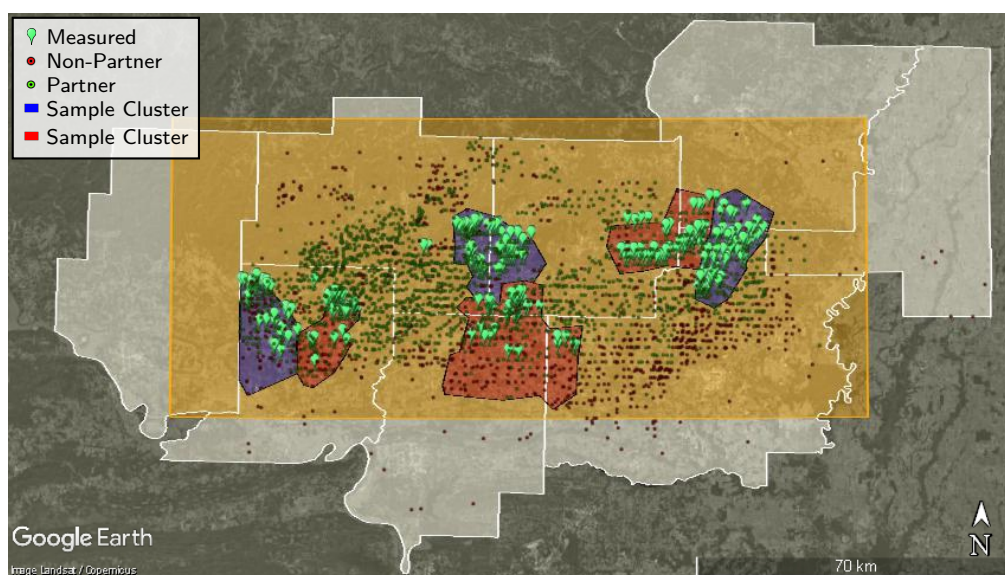 Measured
Non-Partner
Partner
Sample Cluster
Sample Cluster
Google Earth
Image Landsat / Copernicus
70 km
N